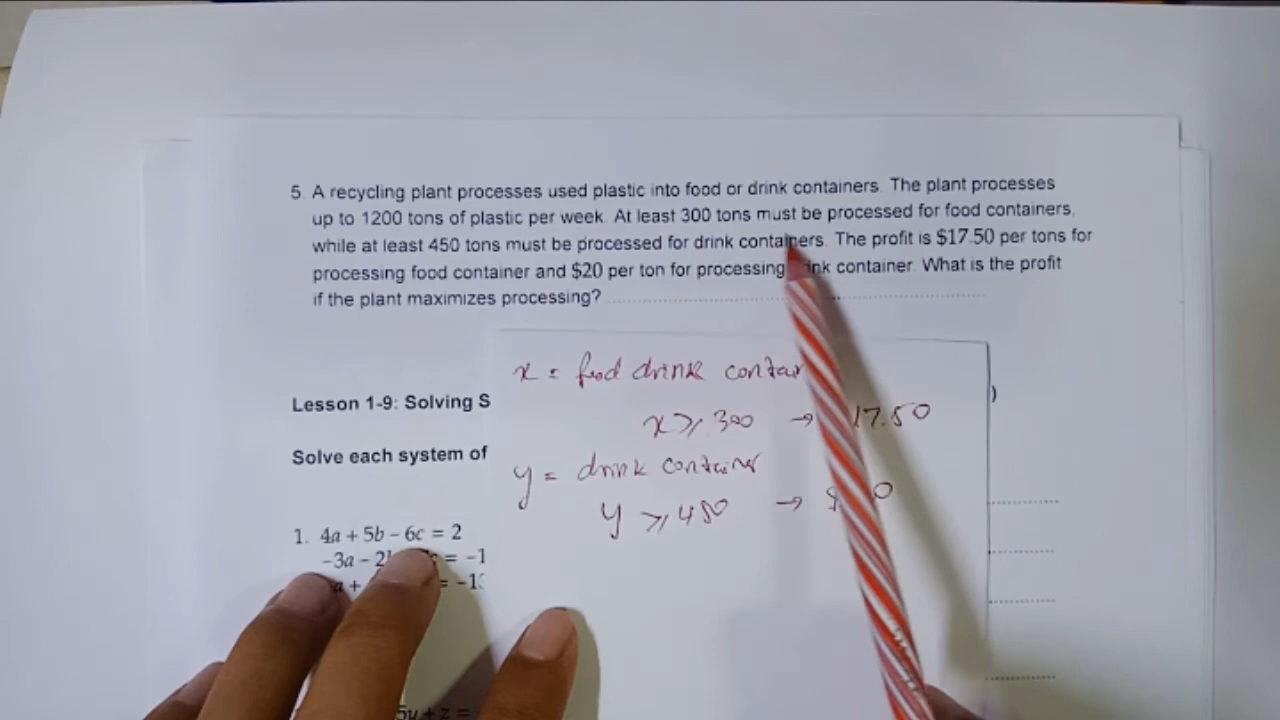 5. A recycling plant processes used plastic into food or drink containers. The plant processes
up to 1200 tons of plastic per week. At least 300 tons must be processed for food containers,
while at least 450 tons must be processed for drink containers. The profit is $17.50 per tons for
processing food container and $20 per ton for processing container. What is the profit
if the plant maximizes processing?
x = food drink
x ≥ 300 → 17.50
Lesson 1-9: Solving S
Solve each system of
y = drink container
y ≥ 450 →
1. 4a + 5b – 6c = 2
)